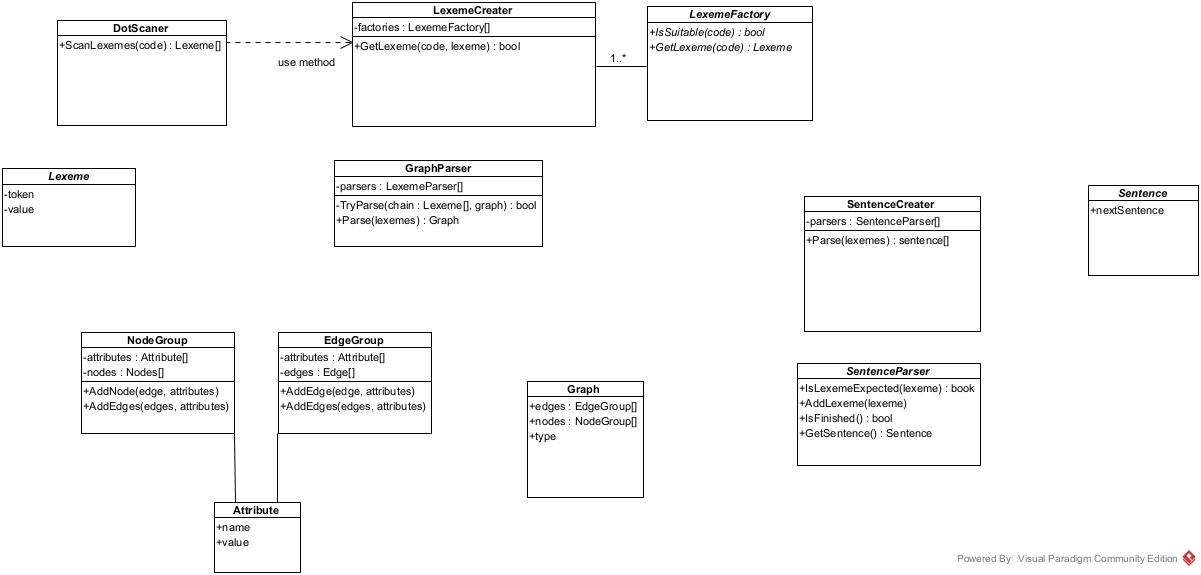 DotScaner
+ScanLexemes(code) : Lexeme[]
use method
LexemeCreater
-factories : LexemeFactory[]
+GetLexeme(code, lexeme) : bool
1..*
LexemeFactory
+IsSuitable(code) : bool
+GetLexeme(code) : Lexeme
Lexeme
-token
-value
GraphParser
-parsers : LexemeParser[]
-TryParse(chain : Lexeme[], graph) : bool
+Parse(lexemes) : Graph
SentenceCreater
-parsers : SentenceParser[]
+Parse(lexemes) : sentence[]
Sentence
+nextSentence
NodeGroup
-attributes : Attribute[]
-nodes : Nodes[]
+AddNode(edge, attributes)
+AddEdges(edges, attributes)
EdgeGroup
-attributes : Attribute[]
-edges : Edge[]
+AddEdge(edge, attributes)
+AddEdges(edges, attributes)
Graph
+edges : EdgeGroup[]
+nodes : NodeGroup[]
+type
SentenceParser
+IsLexemeExpected(lexeme) : book
+AddLexeme(lexeme)
+IsFinished() : bool
+GetSentence() : Sentence
Attribute
+name
+value
Powered By Visual Paradigm Community Edition